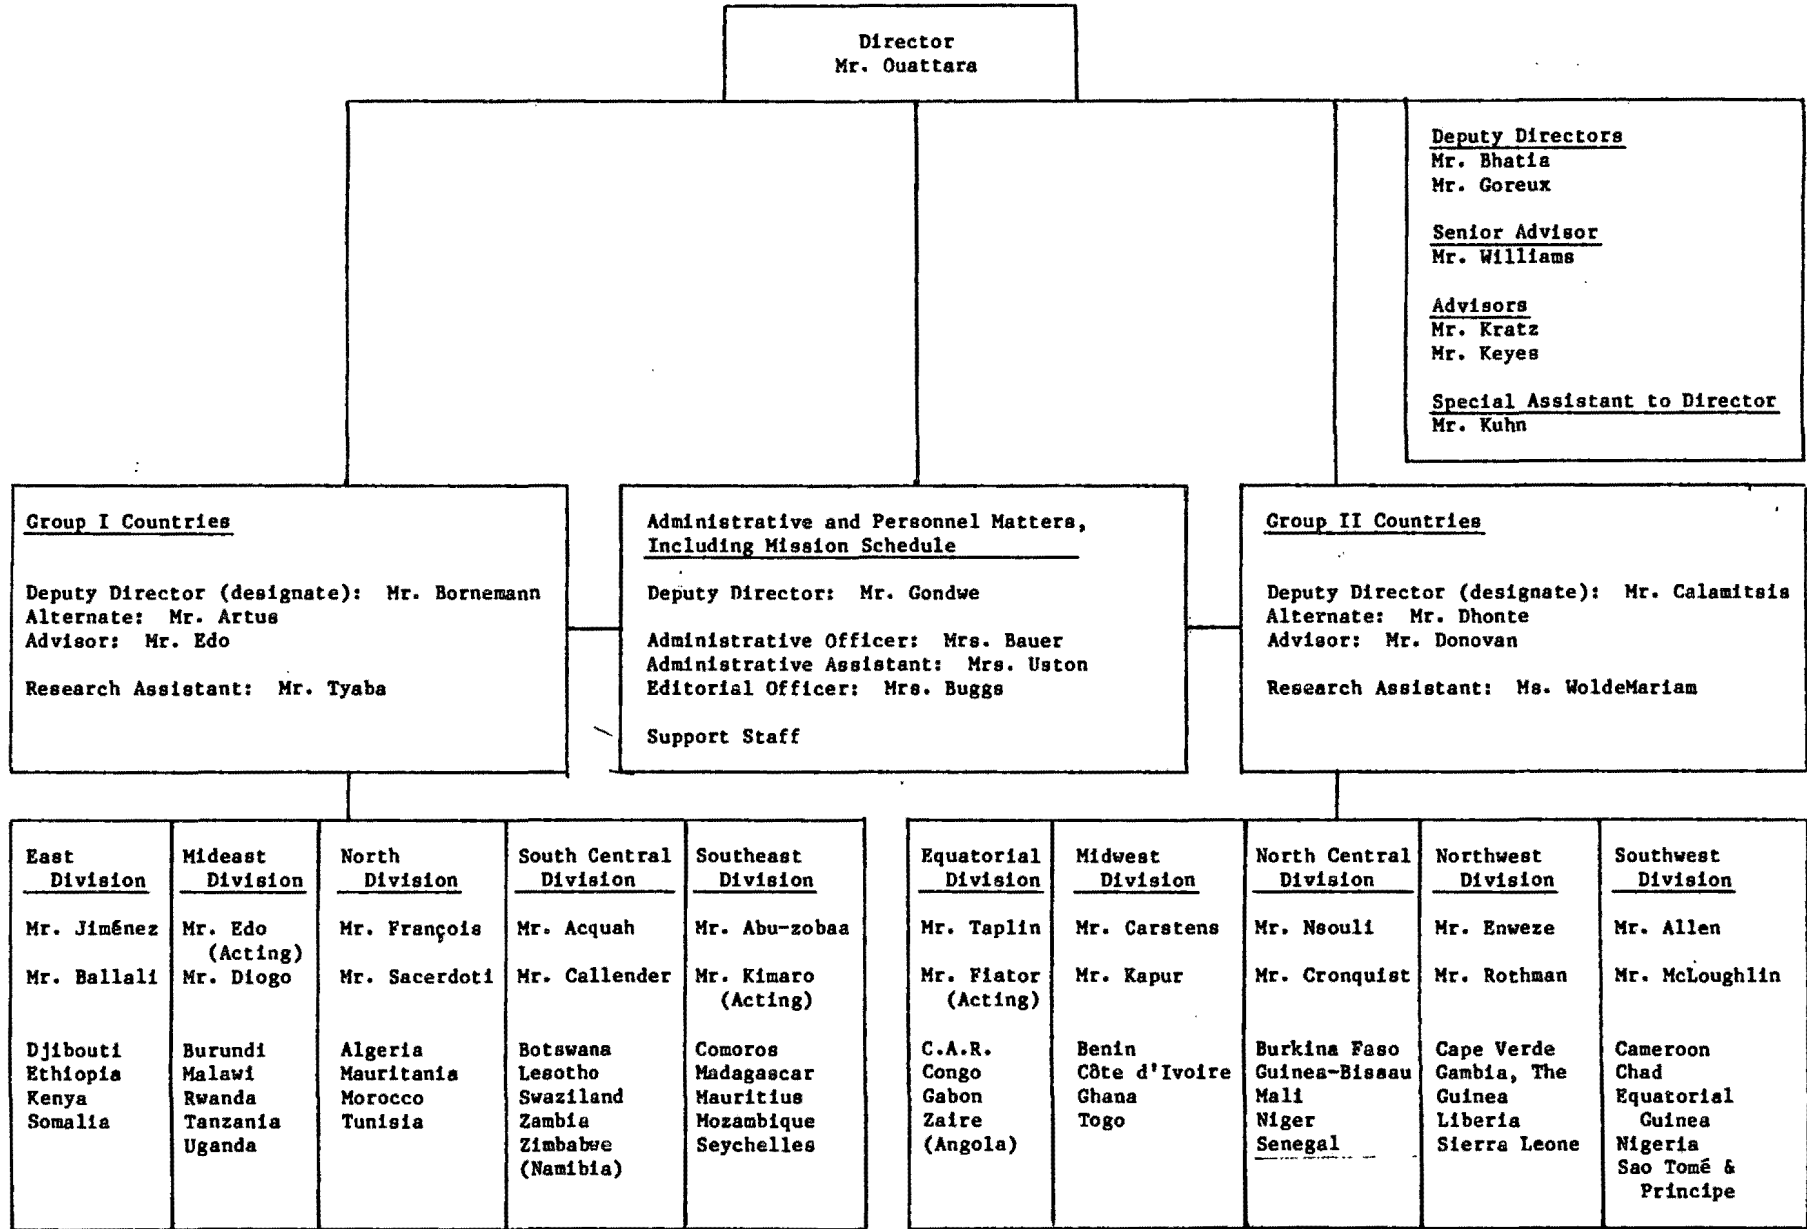 Director
Mr. Ouattara
Deputy Directors
Mr. Bhatia
Mr. Goreux
Senior Advisor
Mr. Williams
Advisors
Mr. Kratz
Mr. Keyes
Special Assistant to Director
Mr. Kuhn
Group I Countries
Deputy Director (designate): Mr. Bornemann
Alternate: Mr. Artus
Advisor: Mr. Edo
Research Assistant: Mr. Tyaba
Administrative and Personnel Matters,
Including Mission Schedule
Deputy Director: Mr. Gondwe
Administrative Officer: Mrs. Bauer
Administrative Assistant: Mrs. Uston
Editorial Officer: Mrs. Buggs
Support Staff
Group II Countries
Deputy Director (designate): Mr. Calamitsis
Alternate: Mr. Dhonte
Advisor: Mr. Donovan
Research Assistant: Ms. WoldeMariam
East
Division
Mr. Jiménez
Mr. Ballali
Djibouti
Ethiopia
Kenya
Somalia
Mideast
Division
Mr. Edo
(Acting)
Mr. Diogo
Burundi
Malawi
Rwanda
Tanzania
Uganda
North
Division
Mr. François
Mr. Sacerdoti
Algeria
Mauritania
Morocco
Tunisia
South Central
Division
Mr. Acquah
Mr. Callender
Botswana
Lesotho
Swaziland
Zambia
Zimbabwe
(Namibia)
Southeast
Division
Mr. Abu-zobaa
Mr. Kimaro
(Acting)
Comoros
Madagascar
Mauritius
Mozambique
Seychelles
Equatorial
Division
Mr. Taplin
Mr. Fiator
(Acting)
C.A.R.
Congo
Gabon
Zaire
(Angola)
Midwest
Division
Mr. Carstens
Mr. Kapur
Benin
Côte d'Ivoire
Ghana
Togo
North Central
Division
Mr. Nsouli
Mr. Cronquist
Burkina Faso
Guinea-Bissau
Mali
Niger
Senegal
Northwest
Division
Mr. Enweze
Mr. Rothman
Cape Verde
Gambia, The
Guinea
Liberia
Sierra Leone
Southwest
Division
Mr. Allen
Mr. McLoughlin
Cameroon
Chad
Equatorial
Guinea
Nigeria
Sao Tomé &
Principe